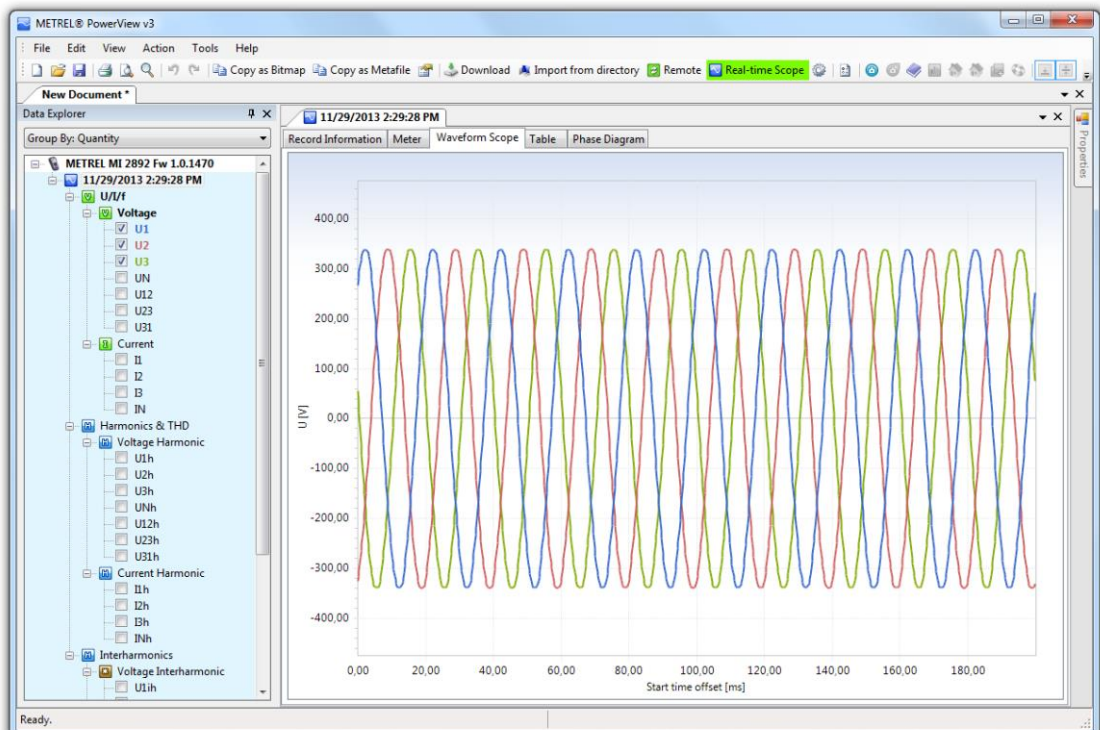 METREL® PowerView v3
File Edit View Action Tools Help
Copy as Bitmap Copy as Metafile Download Import from directory Remote Real-time Scope
New Document *
Data Explorer
Group By: Quantity
METREL MI 2892 Fw 1.0.1470
11/29/2013 2:29:28 PM
U/I/f
Voltage
U1
U2
U3
UN
U12
U23
U31
Current
I1
I2
I3
IN
Harmonics & THD
Voltage Harmonic
U1h
U2h
U3h
UNh
U12h
U23h
U31h
Current Harmonic
I1h
I2h
I3h
INh
Interharmonics
Voltage Interharmonic
U1ih
11/29/2013 2:29:28 PM
Record Information Meter Waveform Scope Table Phase Diagram
400,00
300,00
200,00
100,00
0,00
-100,00
-200,00
-300,00
-400,00
U [V]
0,00 20,00 40,00 60,00 80,00 100,00 120,00 140,00 160,00 180,00
Start time offset [ms]
Properties
Ready.